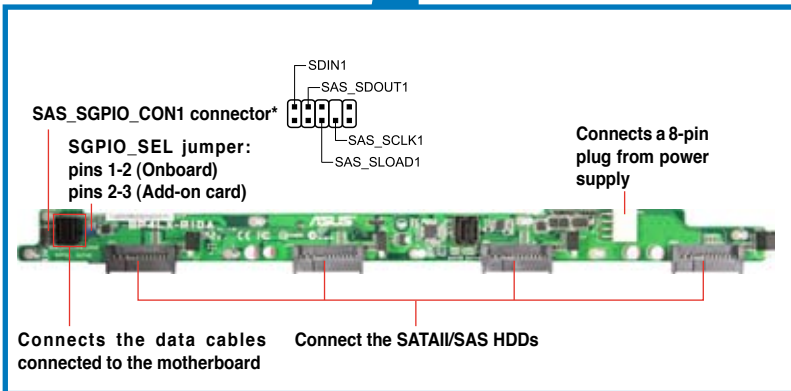 SDIN1
SAS_SDOUT1
SAS_SGPIO_CON1 connector*
SAS_SCLK1
SAS_SLOAD1
SGPIO_SEL jumper:
pins 1-2 (Onboard)
pins 2-3 (Add-on card)
Connects a 8-pin
plug from power
supply
ASUS
Connects the data cables
connected to the motherboard
Connect the SATAII/SAS HDDs